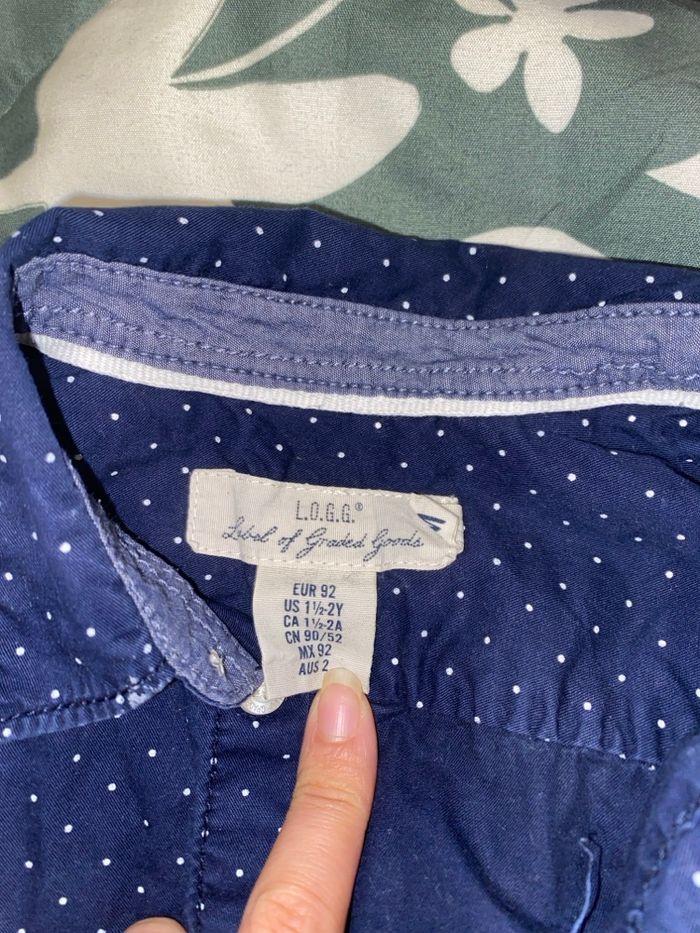 L.O.G.G.®
Label of Graded Goods
EUR 92
US 1½-2Y
CA 1½-2A
CN 90/52
MX 92
AUS 2